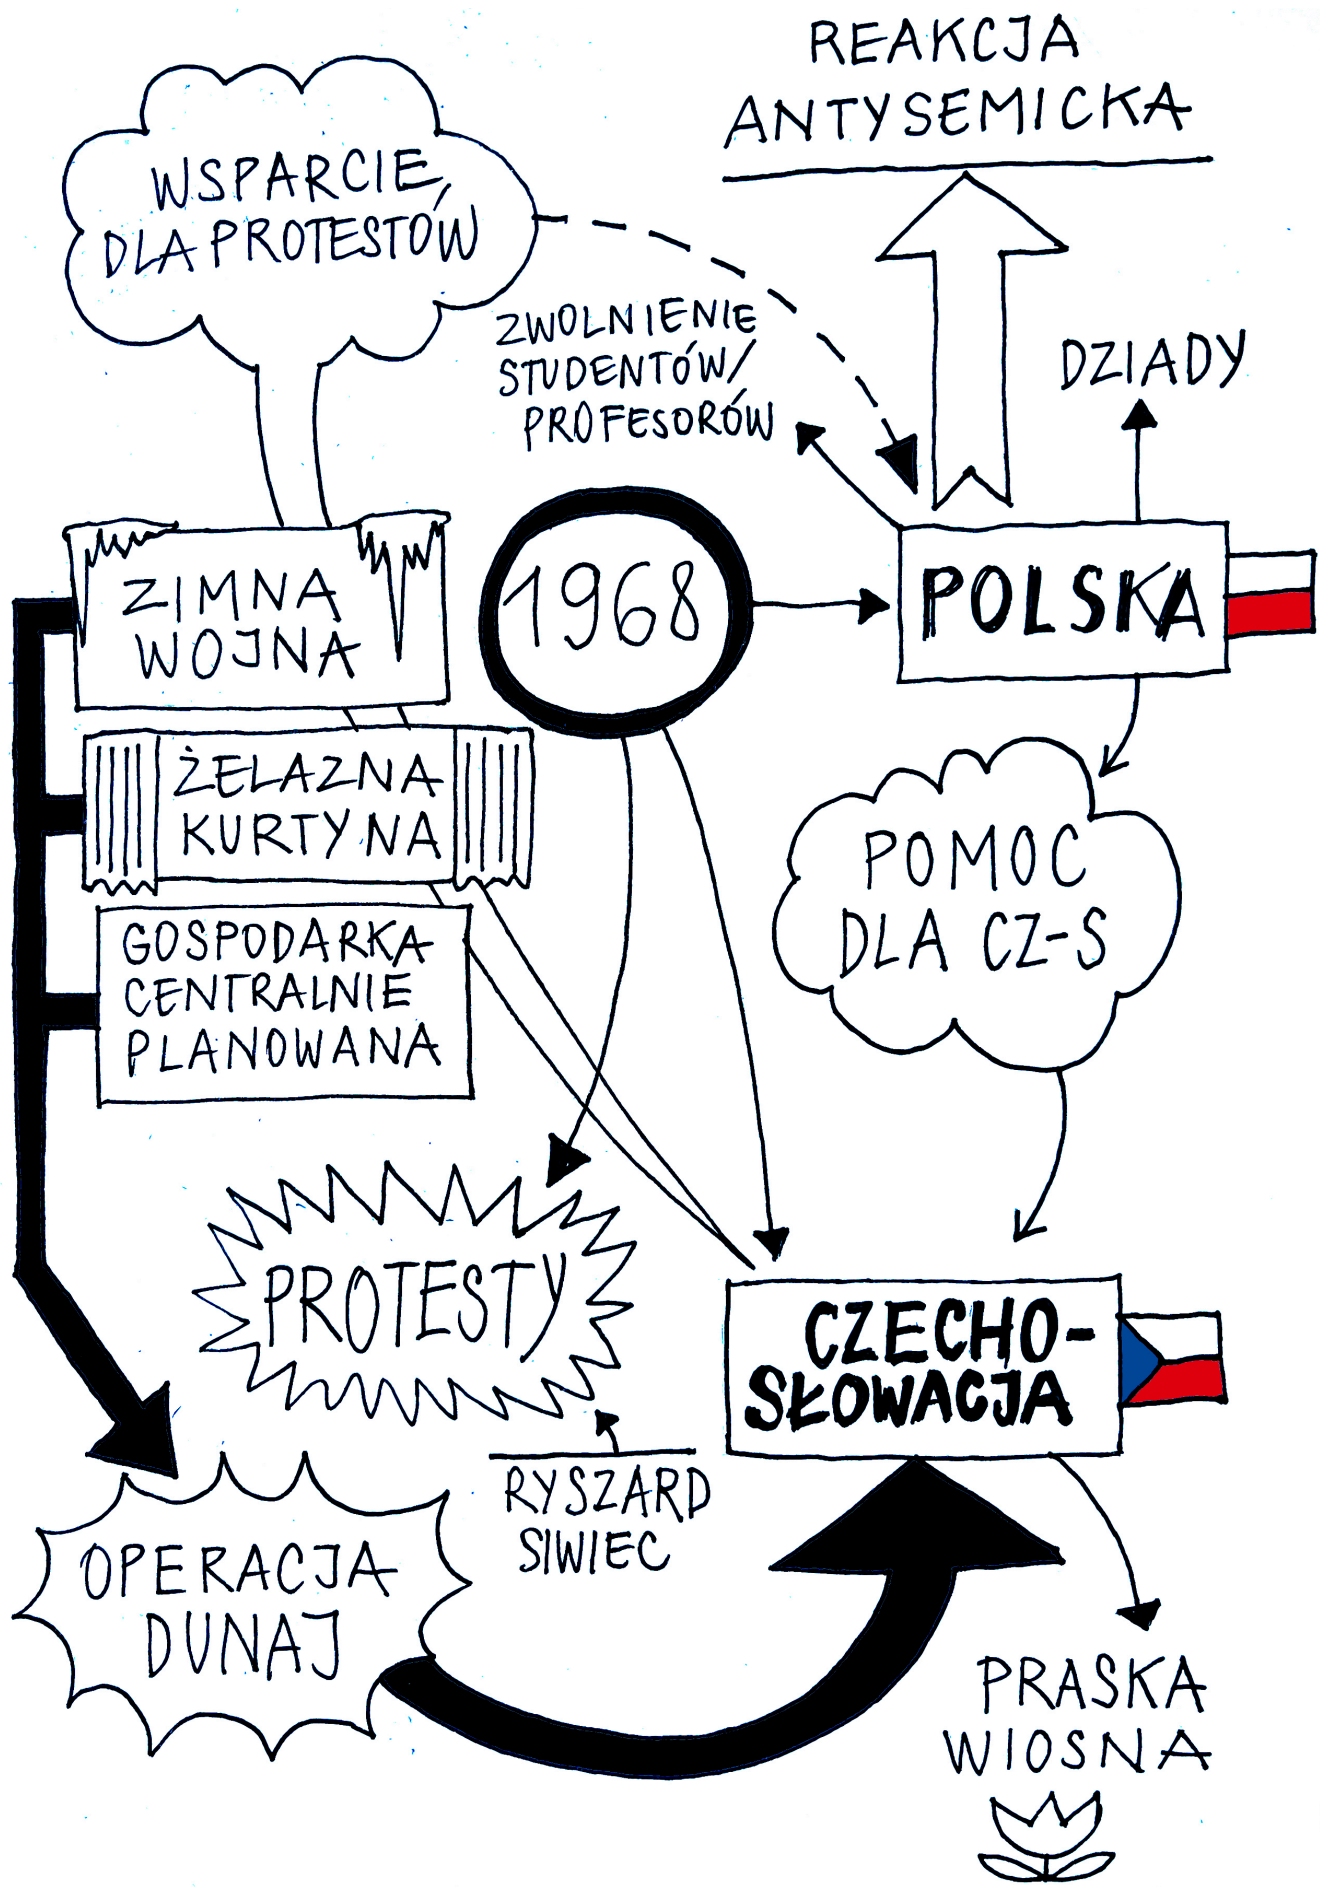 REAKCJA
ANTYSEMICKA
WSPARCIE
DLA PROTESTÓW
ZWOLNIENIE
STUDENTÓW/
PROFESORÓW
DZIADY
ZIMNA
WOJNA
1968
POLSKA
ŻELAZNA
KURTYNA
POMOC
DLA CZ-S
GOSPODARKA
CENTRALNIE
PLANOWANA
PROTESTY
CZECHO-
SŁOWACJA
RYSZARD
SIWIEC
OPERACJA
DUNAJ
PRASKA
WIOSNA